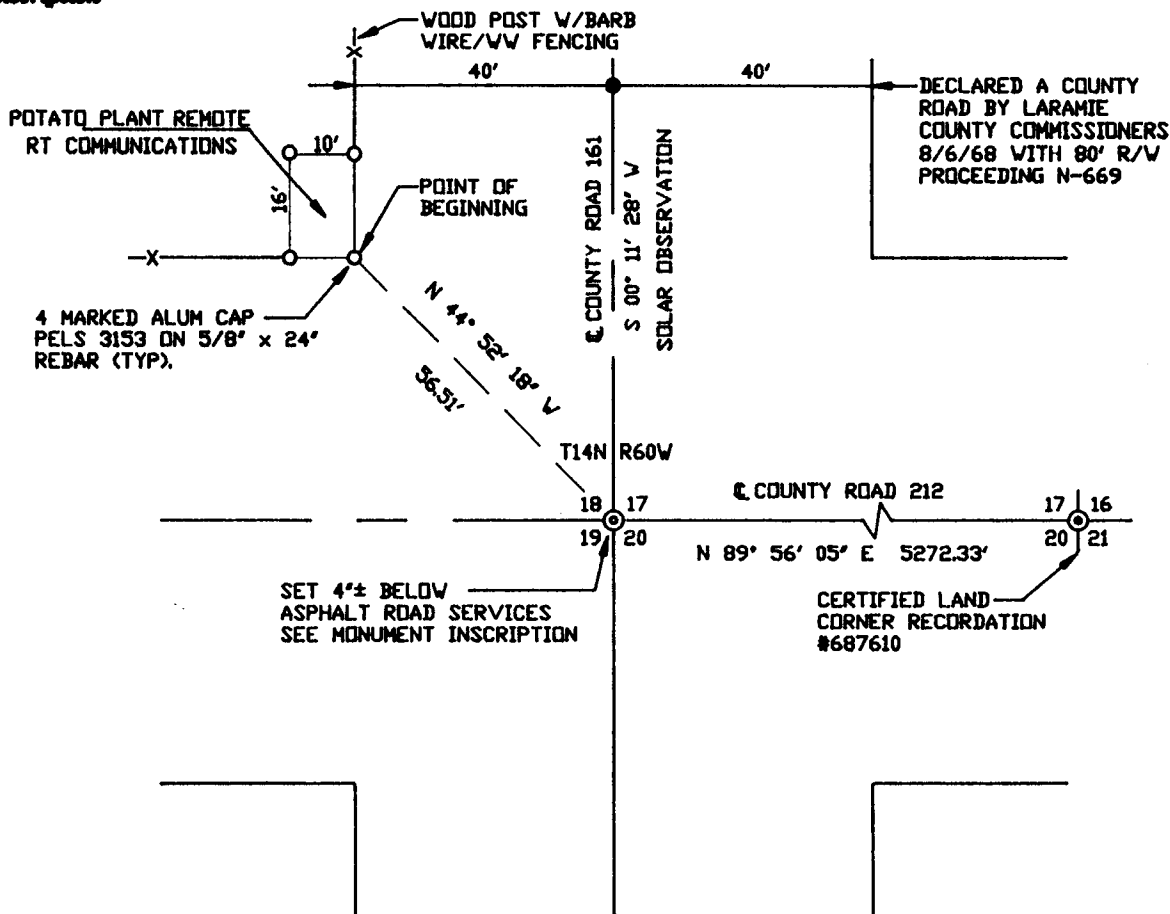 WOOD POST W/BARB
WIRE/WW FENCING
40'
40'
DECLARED A COUNTY
ROAD BY LARAMIE
COUNTY COMMISSIONERS
8/6/68 WITH 80' R/W
PROCEEDING N-669
POTATO PLANT REMOTE
RT COMMUNICATIONS
10'
16'
POINT OF
BEGINNING
X
X
4 MARKED ALUM CAP
PELS 3153 ON 5/8" x 24"
REBAR (TYP).
℄ COUNTY ROAD 161
S 00° 11' 28" W
SOLAR OBSERVATION
N 44° 52' 18" W
56.51'
T14N R60W
18 17
19 20
℄ COUNTY ROAD 212
N 89° 56' 05" E 5272.33'
17 16
20 21
SET 4"± BELOW
ASPHALT ROAD SERVICES
SEE MONUMENT INSCRIPTION
CERTIFIED LAND
CORNER RECORDATION
#687610